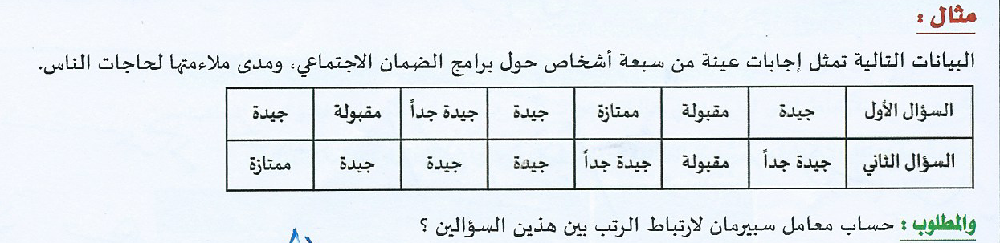 مثال :
البيانات التالية تمثل إجابات عينة من سبعة أشخاص حول برامج الضمان الاجتماعي، ومدى ملاءمتها لحاجات الناس.
السؤال الأول جيدة مقبولة ممتازة جيدة جيدة جداً مقبولة جيدة
السؤال الثاني جيدة جداً مقبولة جيدة جداً جيدة جيدة جيدة ممتازة
والمطلوب : حساب معامل سبيرمان لارتباط الرتب بين هذين السؤالين ؟